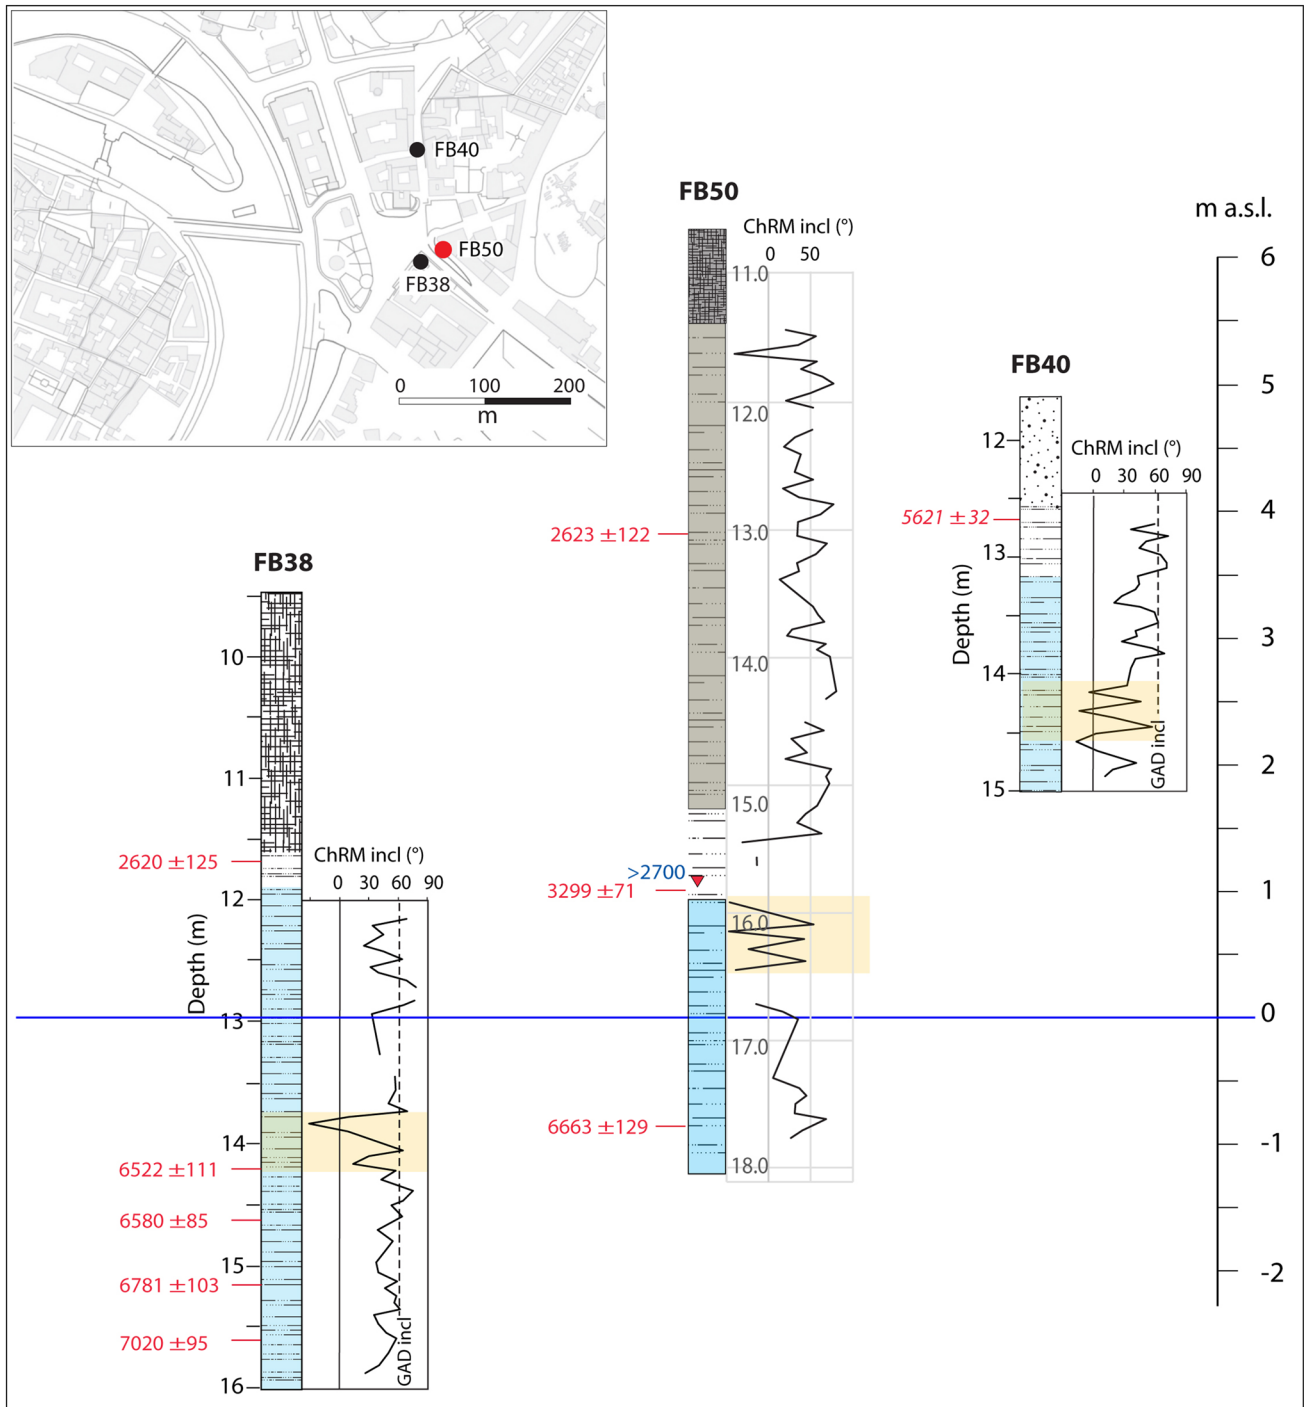 FB40
FB50
FB38
0 100 200
m
FB50
ChRM incl (°)
0 50
11.0
12.0
2623 ±122
13.0
14.0
15.0
>2700
3299 ±71
16.0
17.0
6663 ±129
18.0
m a.s.l.
6
5
4
3
2
1
0
-1
-2
FB40
ChRM incl (°)
0 30 60 90
12
5621 ±32
13
Depth (m)
14
GAD incl
15
FB38
10
11
ChRM incl (°)
0 30 60 90
2620 ±125
12
Depth (m)
13
14
6522 ±111
6580 ±85
15
6781 ±103
7020 ±95
GAD incl
16